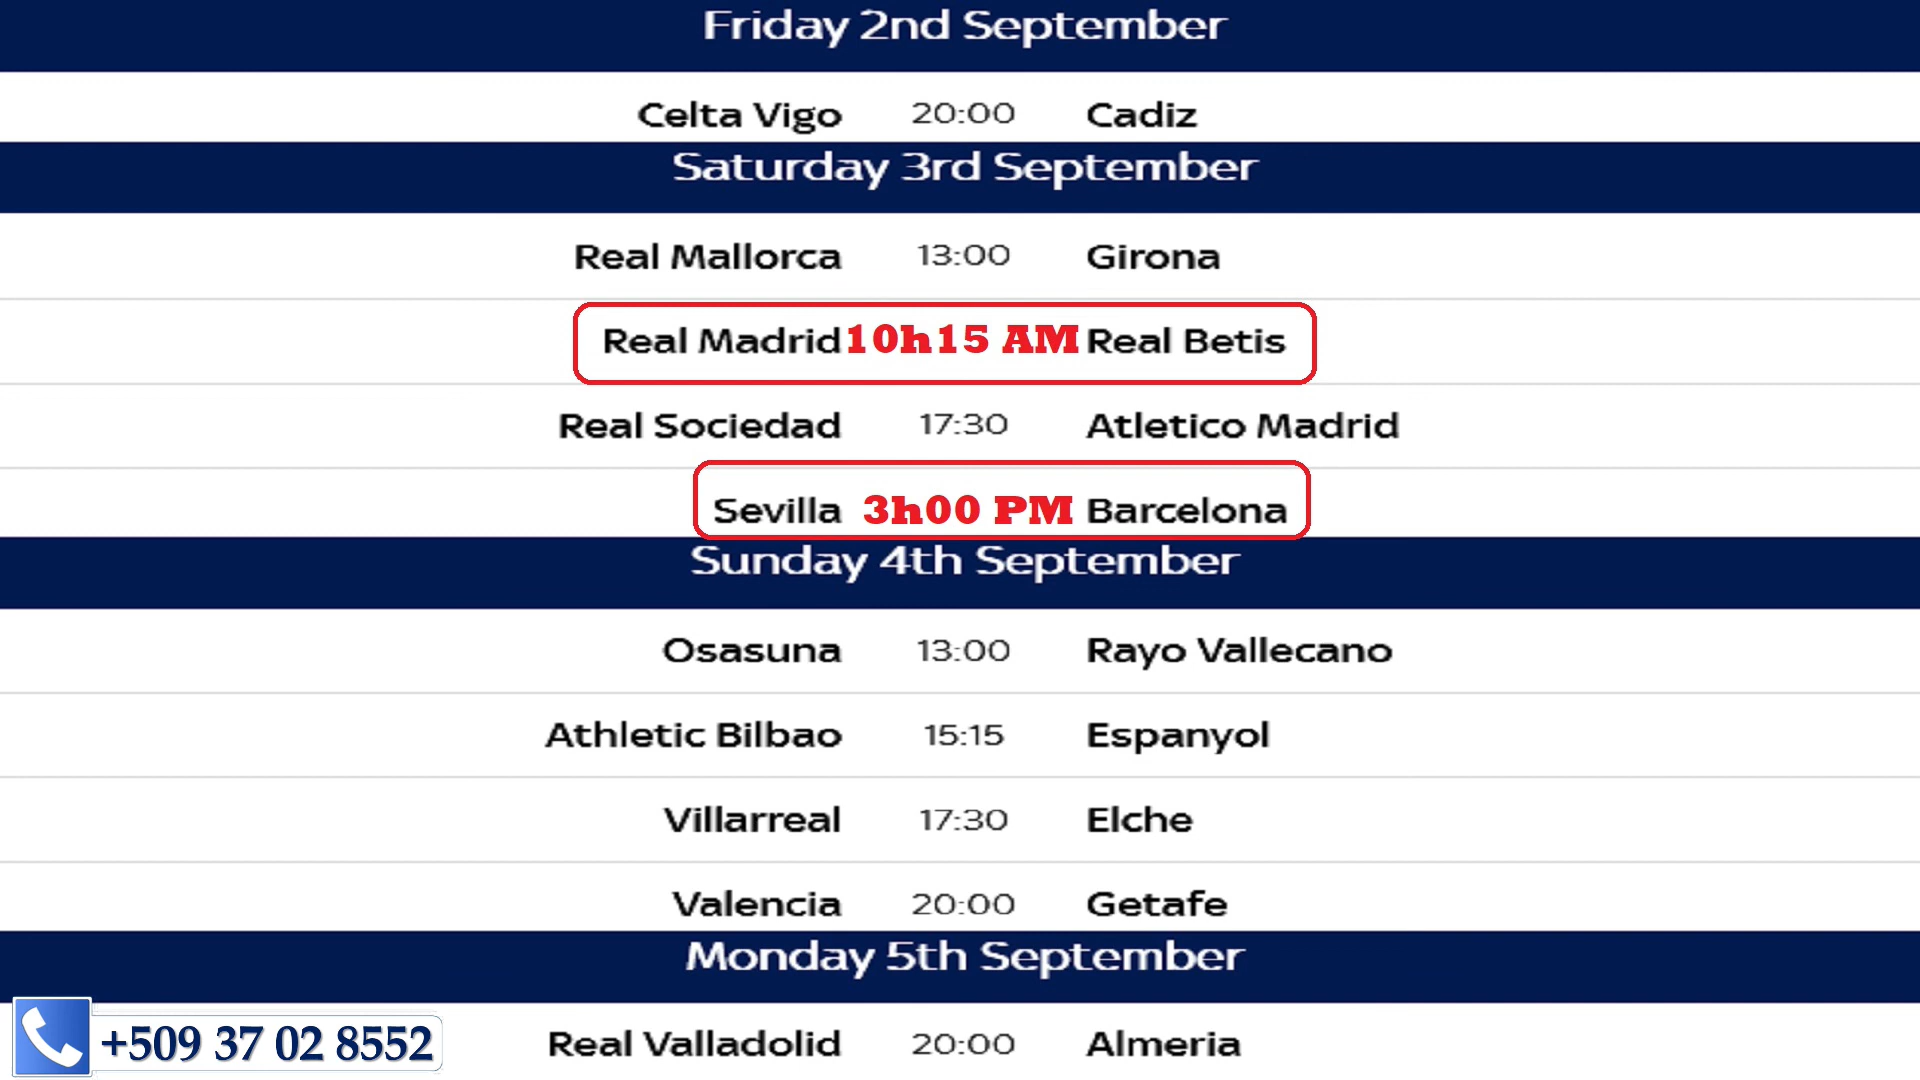 Friday 2nd September
Celta Vigo 20:00 Cadiz
Saturday 3rd September
Real Mallorca 13:00 Girona
Real Madrid 10h15 AM Real Betis
Real Sociedad 17:30 Atletico Madrid
Sevilla 3h00 PM Barcelona
Sunday 4th September
Osasuna 13:00 Rayo Vallecano
Athletic Bilbao 15:15 Espanyol
Villarreal 17:30 Elche
Valencia 20:00 Getafe
Monday 5th September
Real Valladolid 20:00 Almeria
+509 37 02 8552